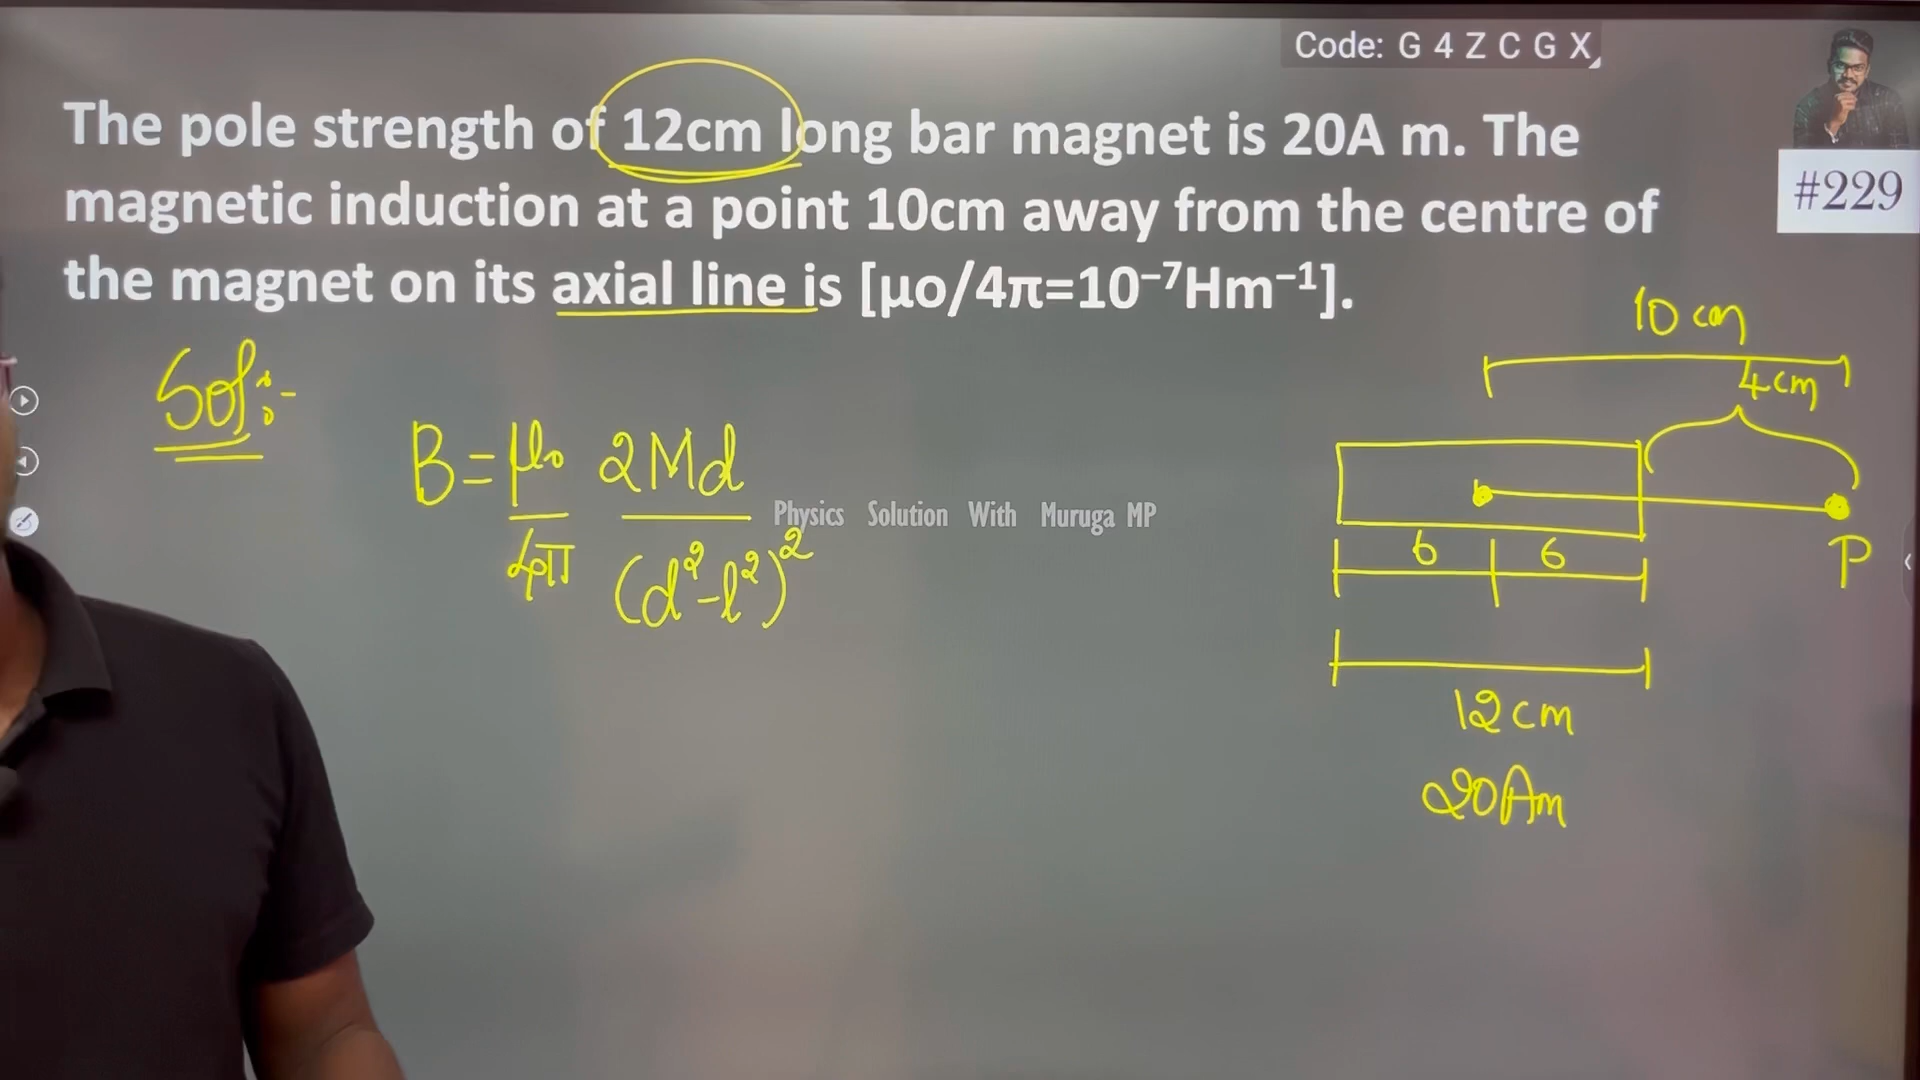 Code: G 4 Z C G X
The pole strength of 12cm long bar magnet is 20A m. The
magnetic induction at a point 10cm away from the centre of
the magnet on its axial line is [μo/4π=10⁻⁷Hm⁻¹].
#229
Sol:-
B = μ₀/4π 2Md/(d²-l²)²
Physics Solution With Muruga MP
10 cm
4cm
P
6 6
12cm
20Am